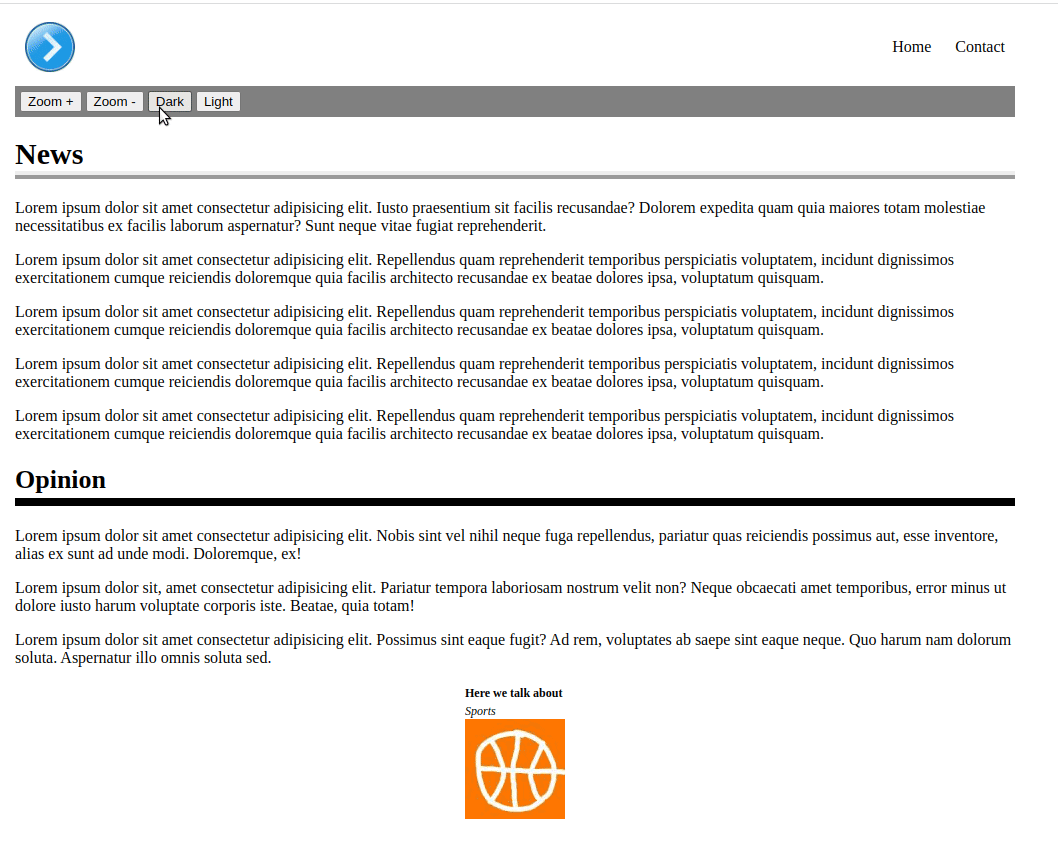 Home Contact
Zoom + Zoom - Dark Light
News
Lorem ipsum dolor sit amet consectetur adipisicing elit. Iusto praesentium sit facilis recusandae? Dolorem expedita quam quia maiores totam molestiae
necessitatibus ex facilis laborum aspernatur? Sunt neque vitae fugiat reprehenderit.
Lorem ipsum dolor sit amet consectetur adipisicing elit. Repellendus quam reprehenderit temporibus perspiciatis voluptatem, incidunt dignissimos
exercitationem cumque reiciendis doloremque quia facilis architecto recusandae ex beatae dolores ipsa, voluptatum quisquam.
Lorem ipsum dolor sit amet consectetur adipisicing elit. Repellendus quam reprehenderit temporibus perspiciatis voluptatem, incidunt dignissimos
exercitationem cumque reiciendis doloremque quia facilis architecto recusandae ex beatae dolores ipsa, voluptatum quisquam.
Lorem ipsum dolor sit amet consectetur adipisicing elit. Repellendus quam reprehenderit temporibus perspiciatis voluptatem, incidunt dignissimos
exercitationem cumque reiciendis doloremque quia facilis architecto recusandae ex beatae dolores ipsa, voluptatum quisquam.
Lorem ipsum dolor sit amet consectetur adipisicing elit. Repellendus quam reprehenderit temporibus perspiciatis voluptatem, incidunt dignissimos
exercitationem cumque reiciendis doloremque quia facilis architecto recusandae ex beatae dolores ipsa, voluptatum quisquam.
Opinion
Lorem ipsum dolor sit amet consectetur adipisicing elit. Nobis sint vel nihil neque fuga repellendus, pariatur quas reiciendis possimus aut, esse inventore,
alias ex sunt ad unde modi. Doloremque, ex!
Lorem ipsum dolor sit, amet consectetur adipisicing elit. Pariatur tempora laboriosam nostrum velit non? Neque obcaecati amet temporibus, error minus ut
dolore iusto harum voluptate corporis iste. Beatae, quia totam!
Lorem ipsum dolor sit amet consectetur adipisicing elit. Possimus sint eaque fugit? Ad rem, voluptates ab saepe sint eaque neque. Quo harum nam dolorum
soluta. Aspernatur illo omnis soluta sed.
Here we talk about
Sports